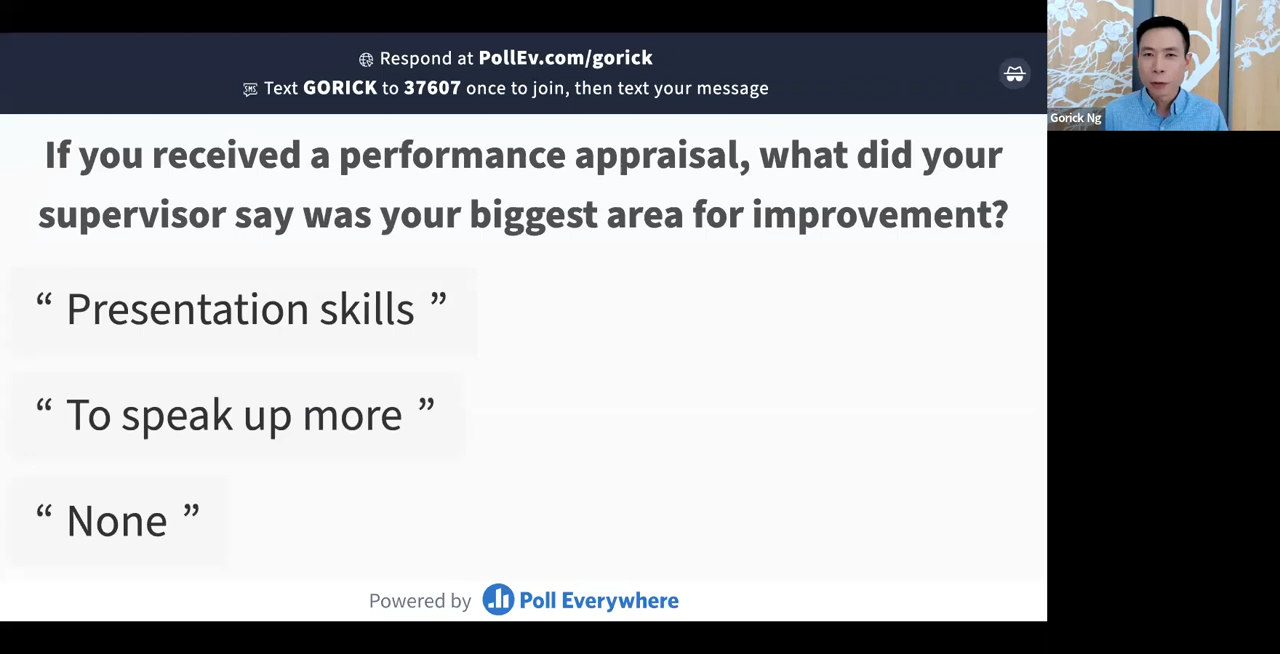 Respond at PollEv.com/gorick
Text GORICK to 37607 once to join, then text your message
Gorick Ng
If you received a performance appraisal, what did your
supervisor say was your biggest area for improvement?
“ Presentation skills ”
“ To speak up more ”
“ None ”
Powered by Poll Everywhere